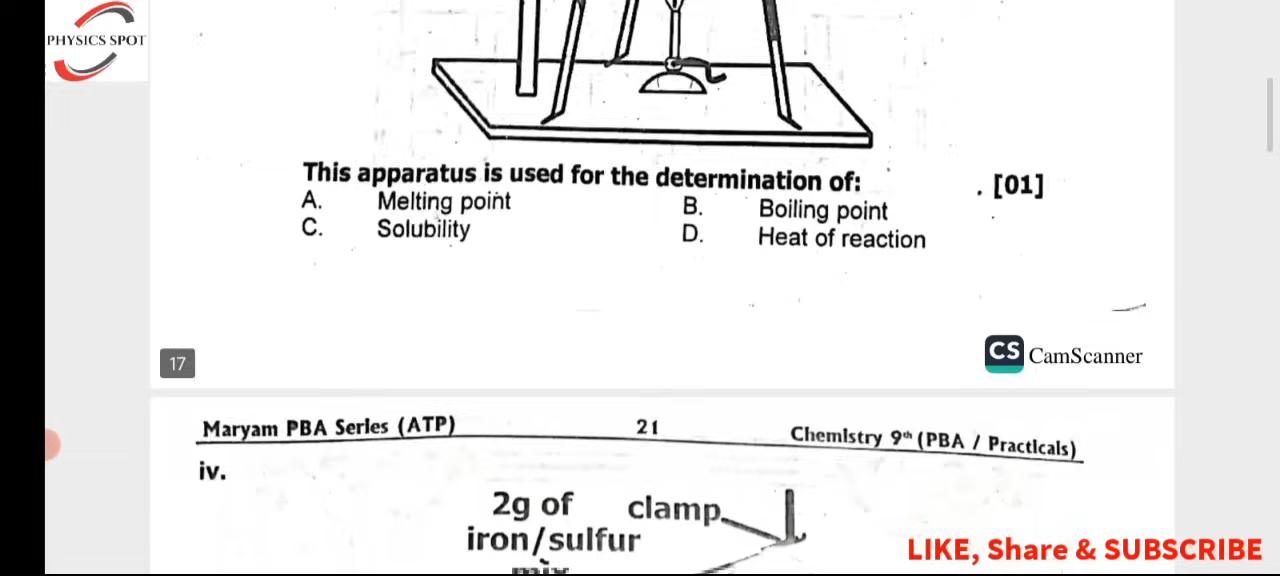 PHYSICS SPOT
This apparatus is used for the determination of: . [01]
A. Melting point B. Boiling point
C. Solubility D. Heat of reaction
CS CamScanner
17
Maryam PBA Series (ATP) 21 Chemistry 9th (PBA / Practicals)
iv.
2g of clamp
iron/sulfur
mix
LIKE, Share & SUBSCRIBE